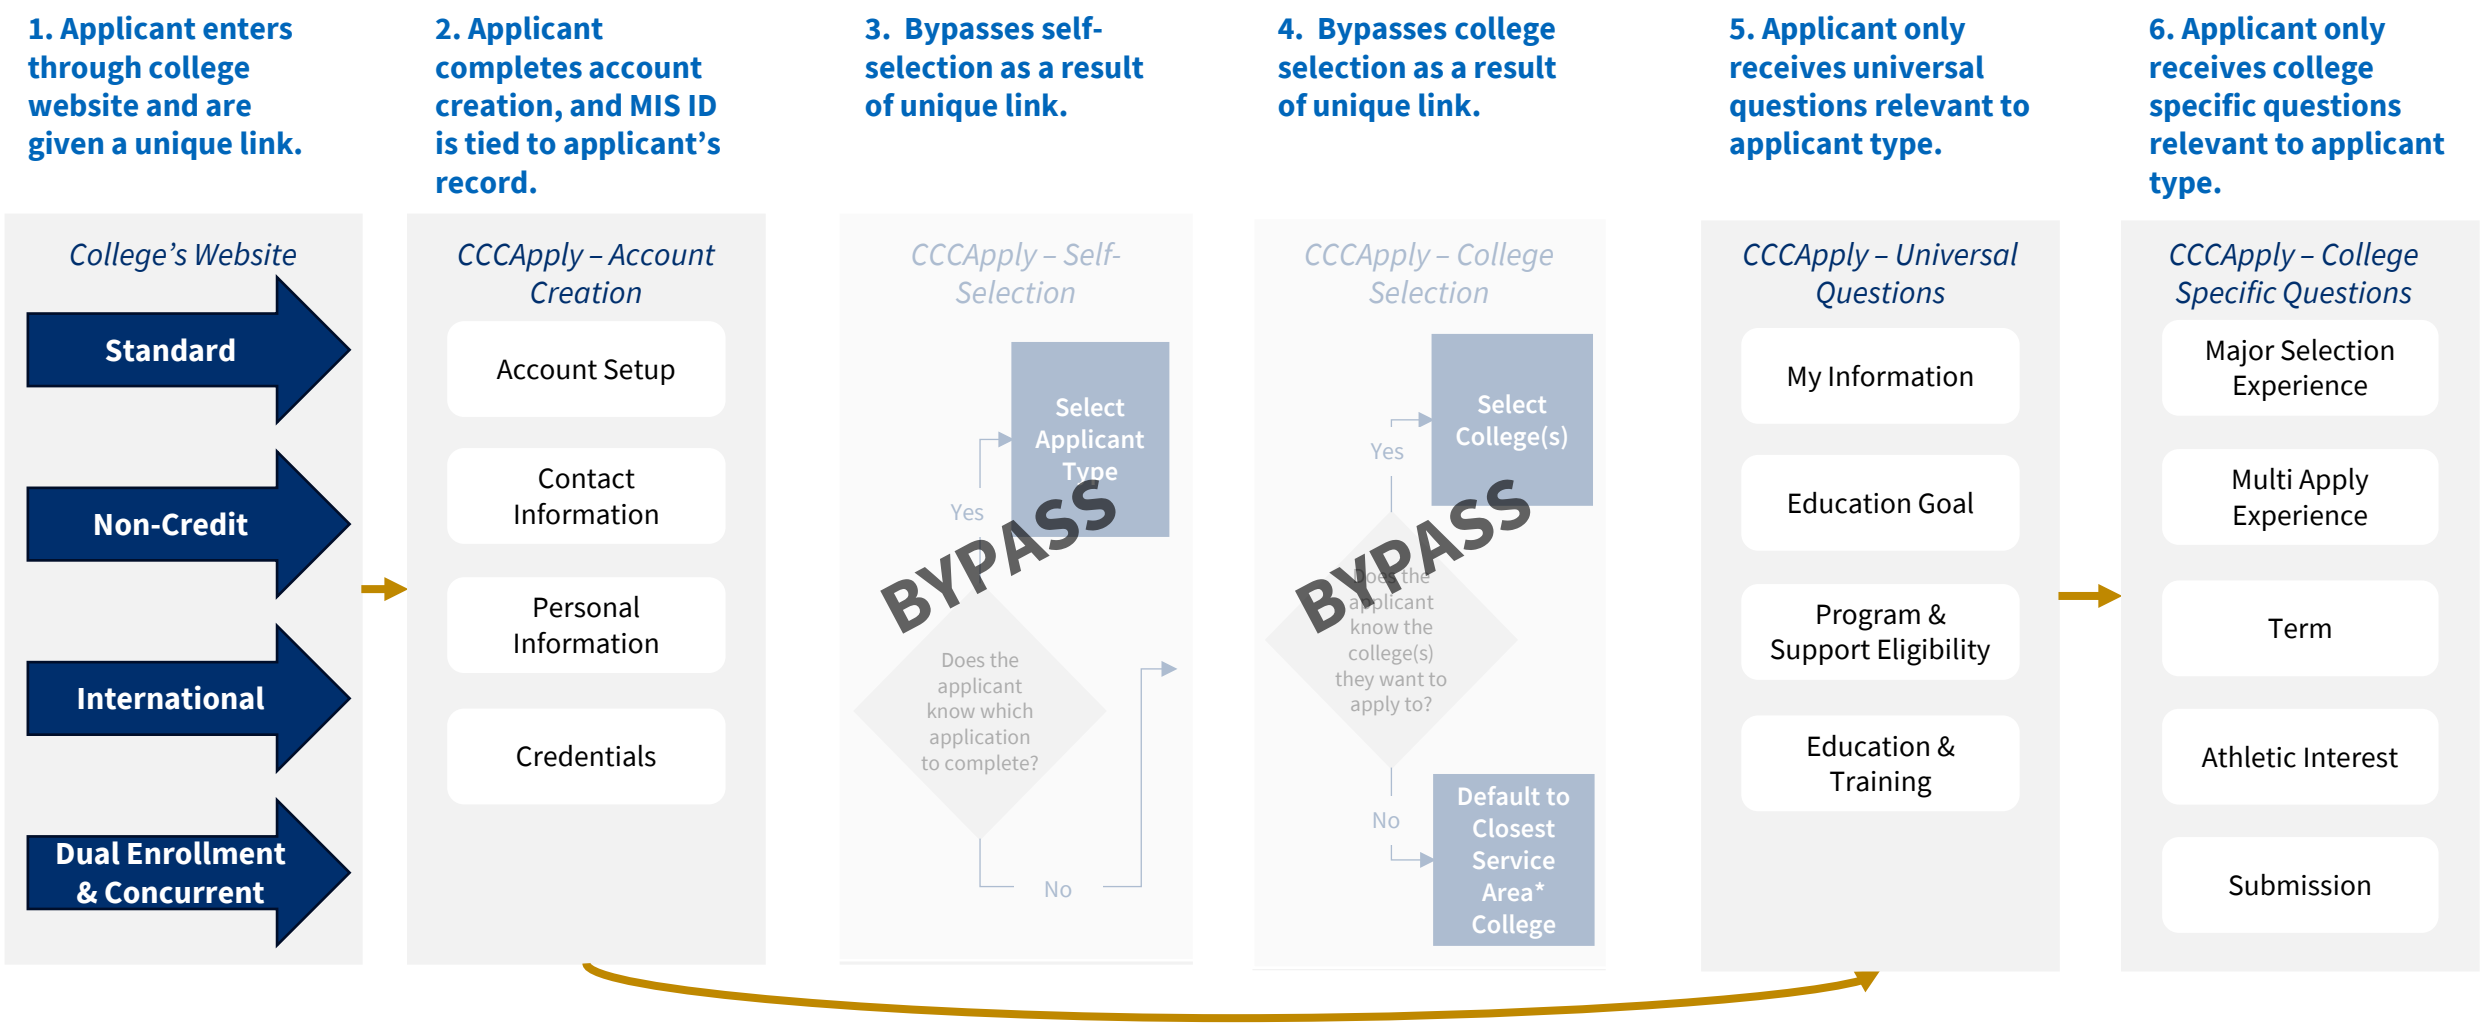 1. Applicant enters
through college
website and are
given a unique link.
2. Applicant
completes account
creation, and MIS ID
is tied to applicant’s
record.
3.  Bypasses self-
selection as a result
of unique link.
4.  Bypasses college
selection as a result
of unique link.
5. Applicant only
receives universal
questions relevant to
applicant type.
6. Applicant only
receives college
specific questions
relevant to applicant
type.
College’s Website
Standard
Non-Credit
International
Dual Enrollment
& Concurrent
CCCApply – Account
Creation
Account Setup
Contact
Information
Personal
Information
Credentials
CCCApply – Self-
Selection
Select
Applicant
Type
Yes
BYPASS
Does the
applicant
know which
application
to complete?
No
CCCApply – College
Selection
Select
College(s)
Yes
BYPASS
Does the
applicant
know the
college(s)
they want to
apply to?
No
Default to
Closest
Service
Area*
College
CCCApply – Universal
Questions
My Information
Education Goal
Program &
Support Eligibility
Education &
Training
CCCApply – College
Specific Questions
Major Selection
Experience
Multi Apply
Experience
Term
Athletic Interest
Submission